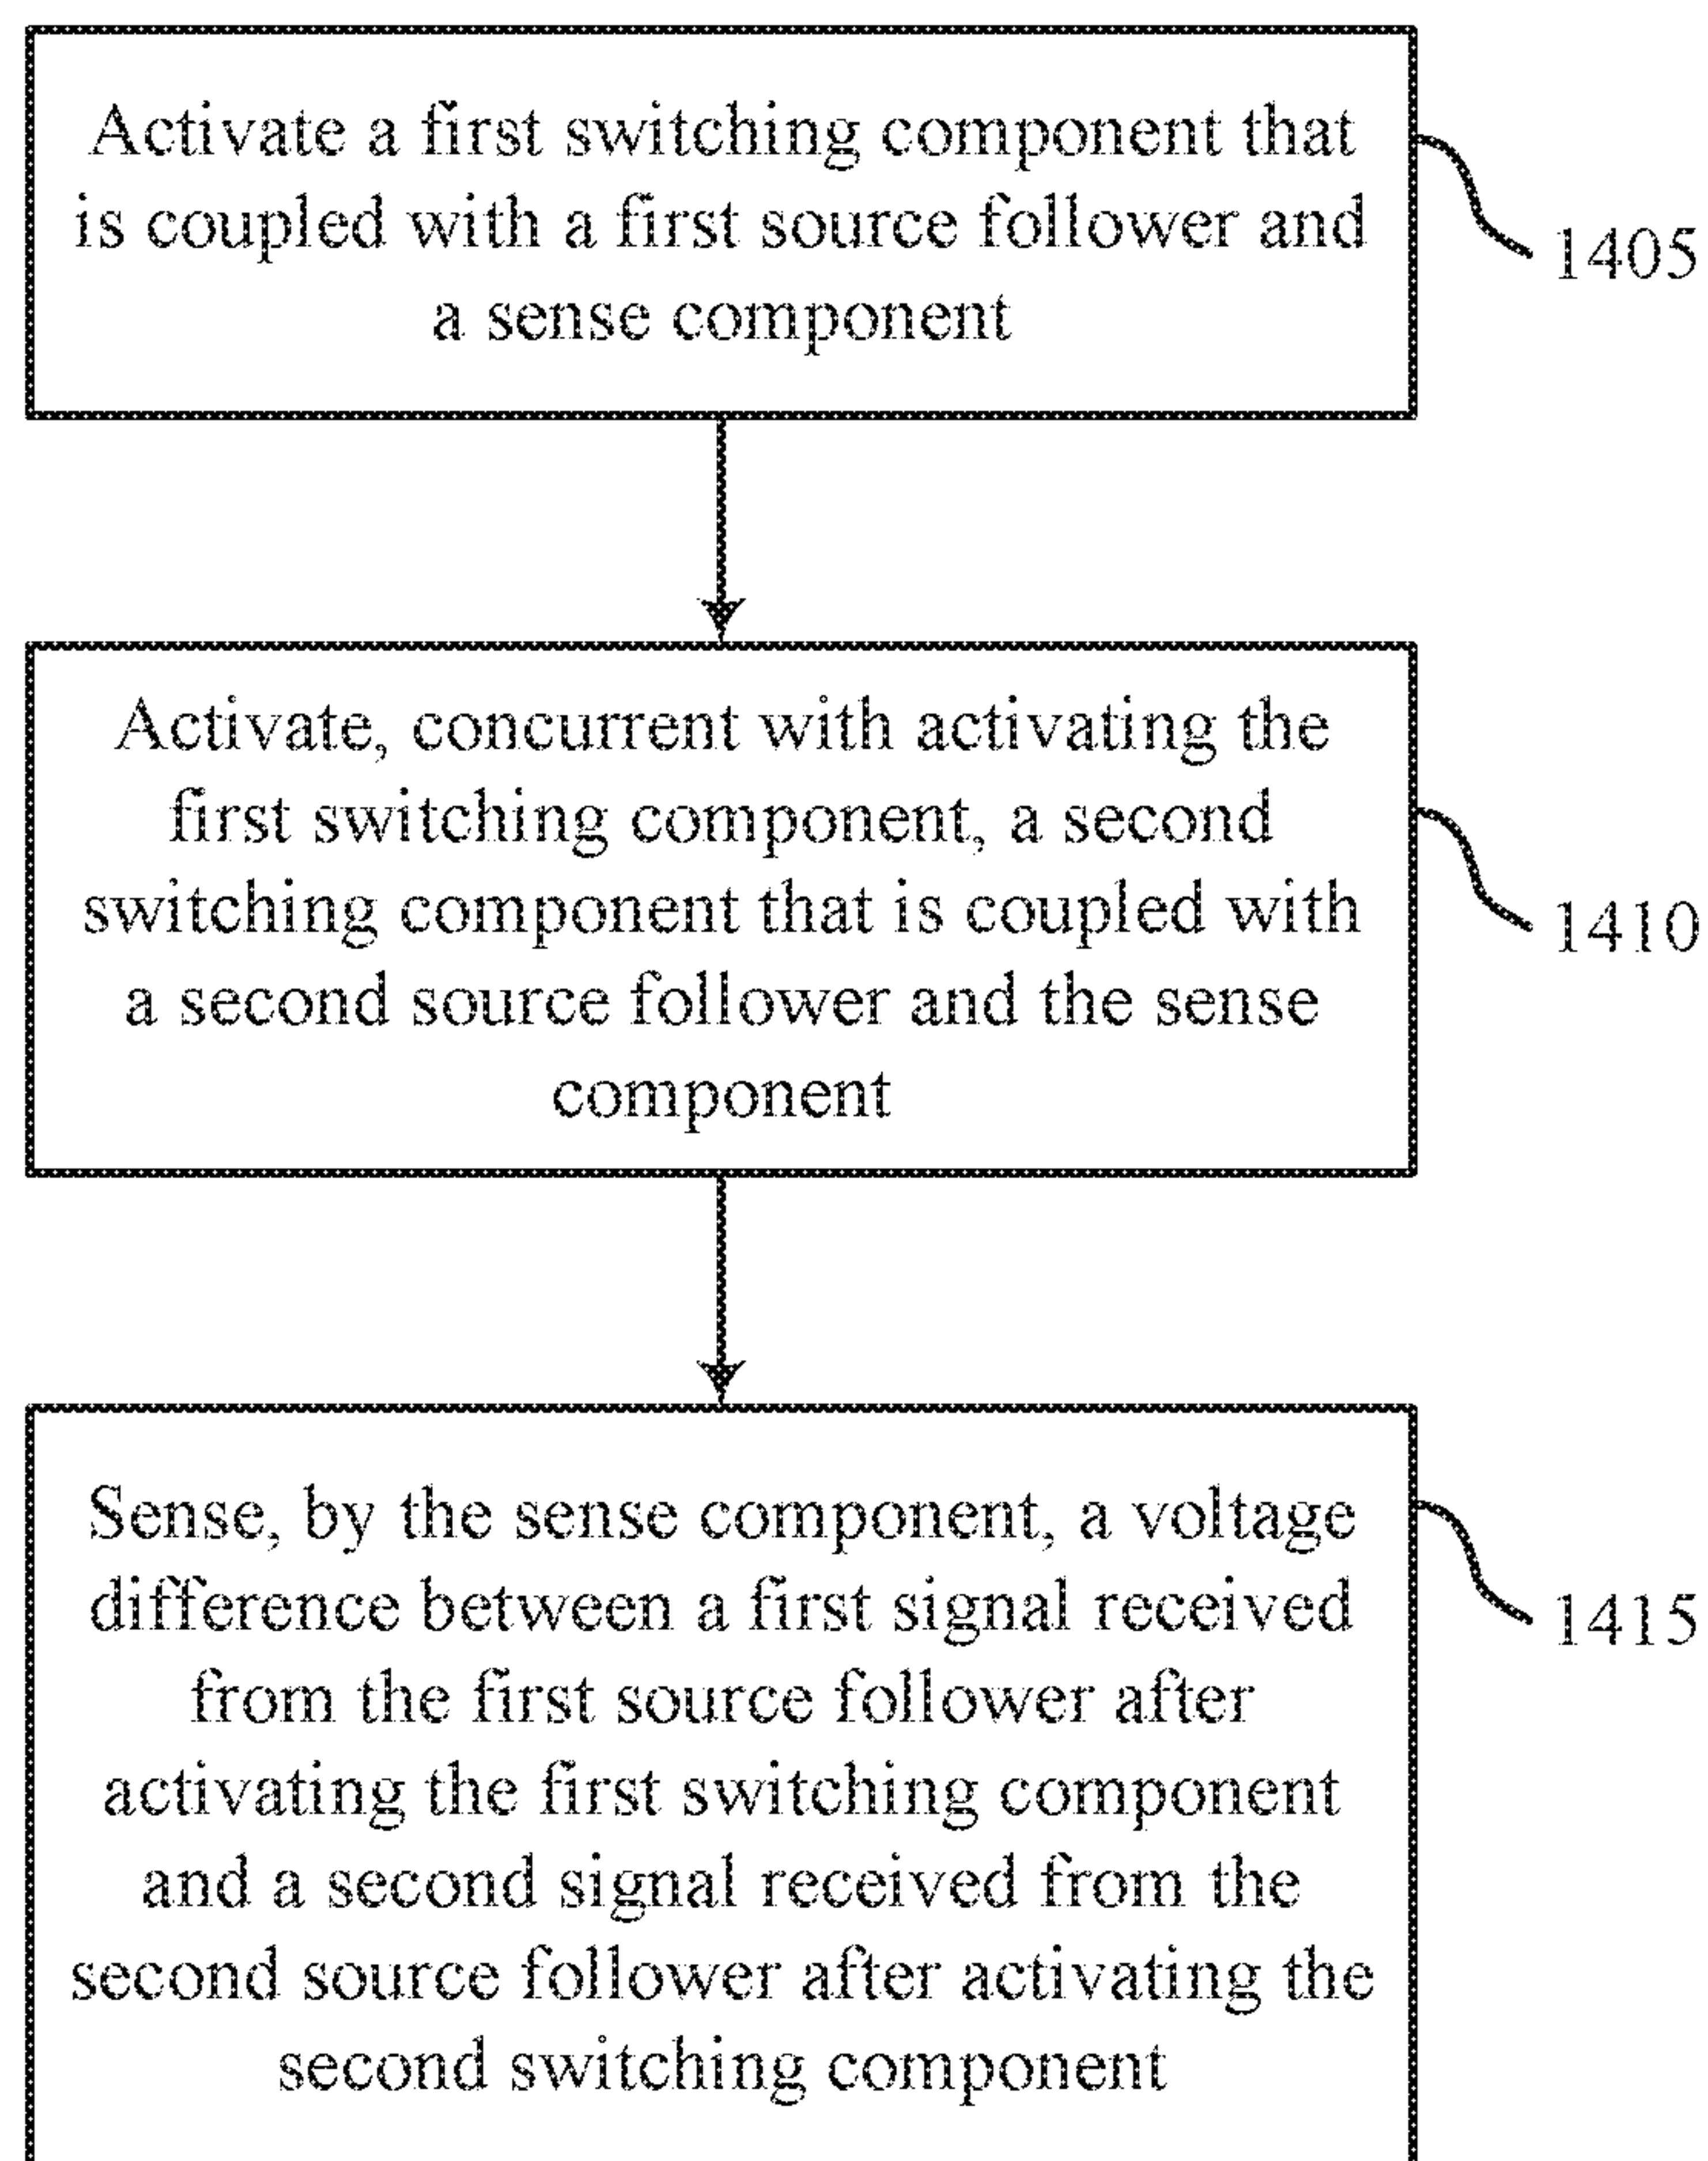 Activate a first switching component that
is coupled with a first source follower and
a sense component
1405
Activate, concurrent with activating the
first switching component, a second
switching component that is coupled with
a second source follower and the sense
component
1410
Sense, by the sense component, a voltage
difference between a first signal received
from the first source follower after
activating the first switching component
and a second signal received from the
second source follower after activating the
second switching component
1415